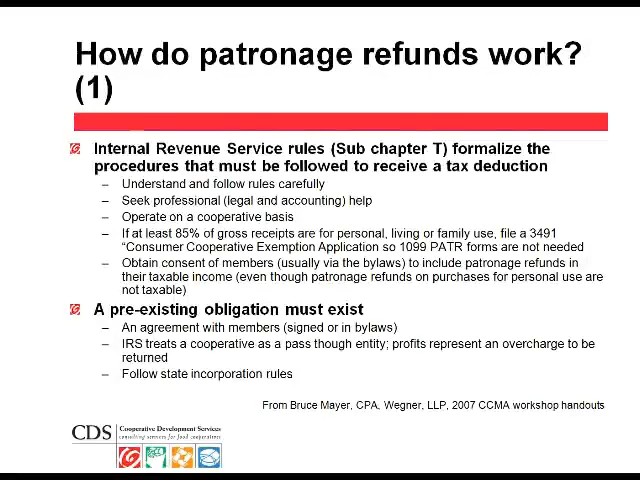 How do patronage refunds work?
(1)
Internal Revenue Service rules (Sub chapter T) formalize the
procedures that must be followed to receive a tax deduction
– Understand and follow rules carefully
– Seek professional (legal and accounting) help
– Operate on a cooperative basis
– If at least 85% of gross receipts are for personal, living or family use, file a 3491
“Consumer Cooperative Exemption Application so 1099 PATR forms are not needed
– Obtain consent of members (usually via the bylaws) to include patronage refunds in
their taxable income (even though patronage refunds on purchases for personal use are
not taxable)
A pre-existing obligation must exist
– An agreement with members (signed or in bylaws)
– IRS treats a cooperative as a pass though entity; profits represent an overcharge to be
returned
– Follow state incorporation rules
From Bruce Mayer, CPA, Wegner, LLP, 2007 CCMA workshop handouts
CDS Cooperative Development Services
consulting services for food cooperatives